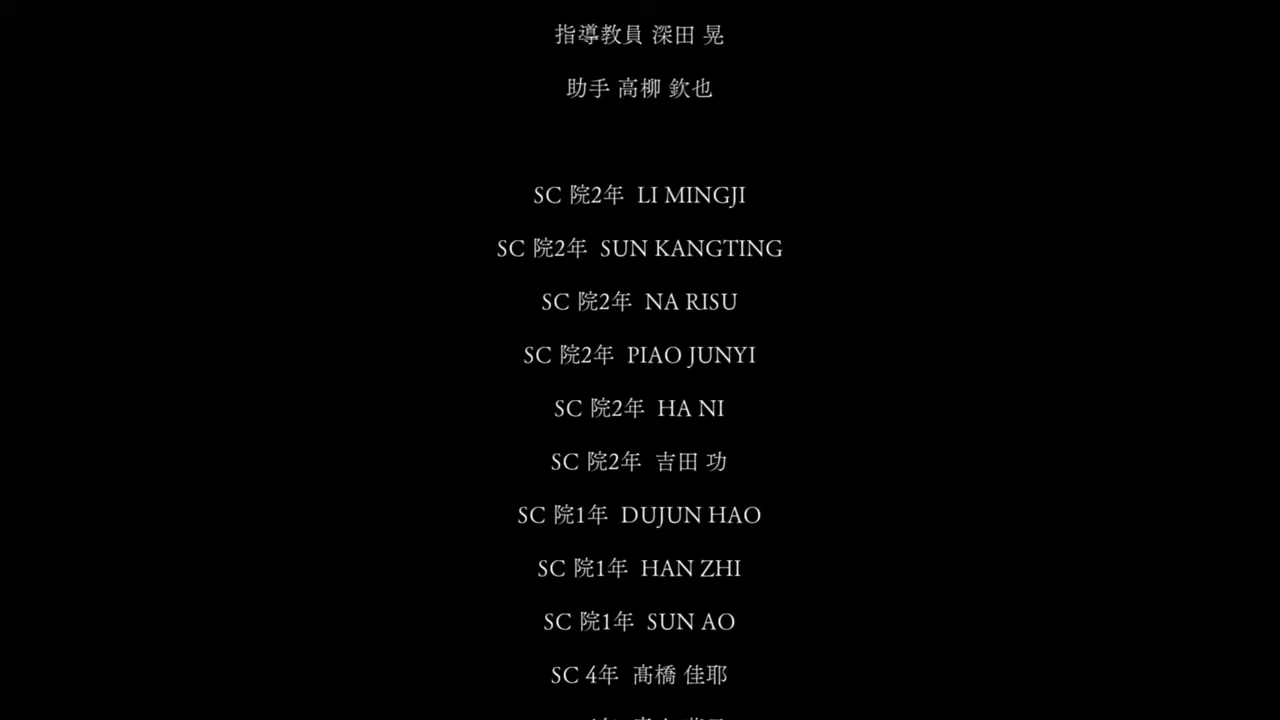 指導教員 深田 晃
助手 高柳 欽也
SC 院2年 LI MINGJI
SC 院2年 SUN KANGTING
SC 院2年 NA RISU
SC 院2年 PIAO JUNYI
SC 院2年 HA NI
SC 院2年 吉田 功
SC 院1年 DUJUN HAO
SC 院1年 HAN ZHI
SC 院1年 SUN AO
SC 4年 髙橋 佳耶